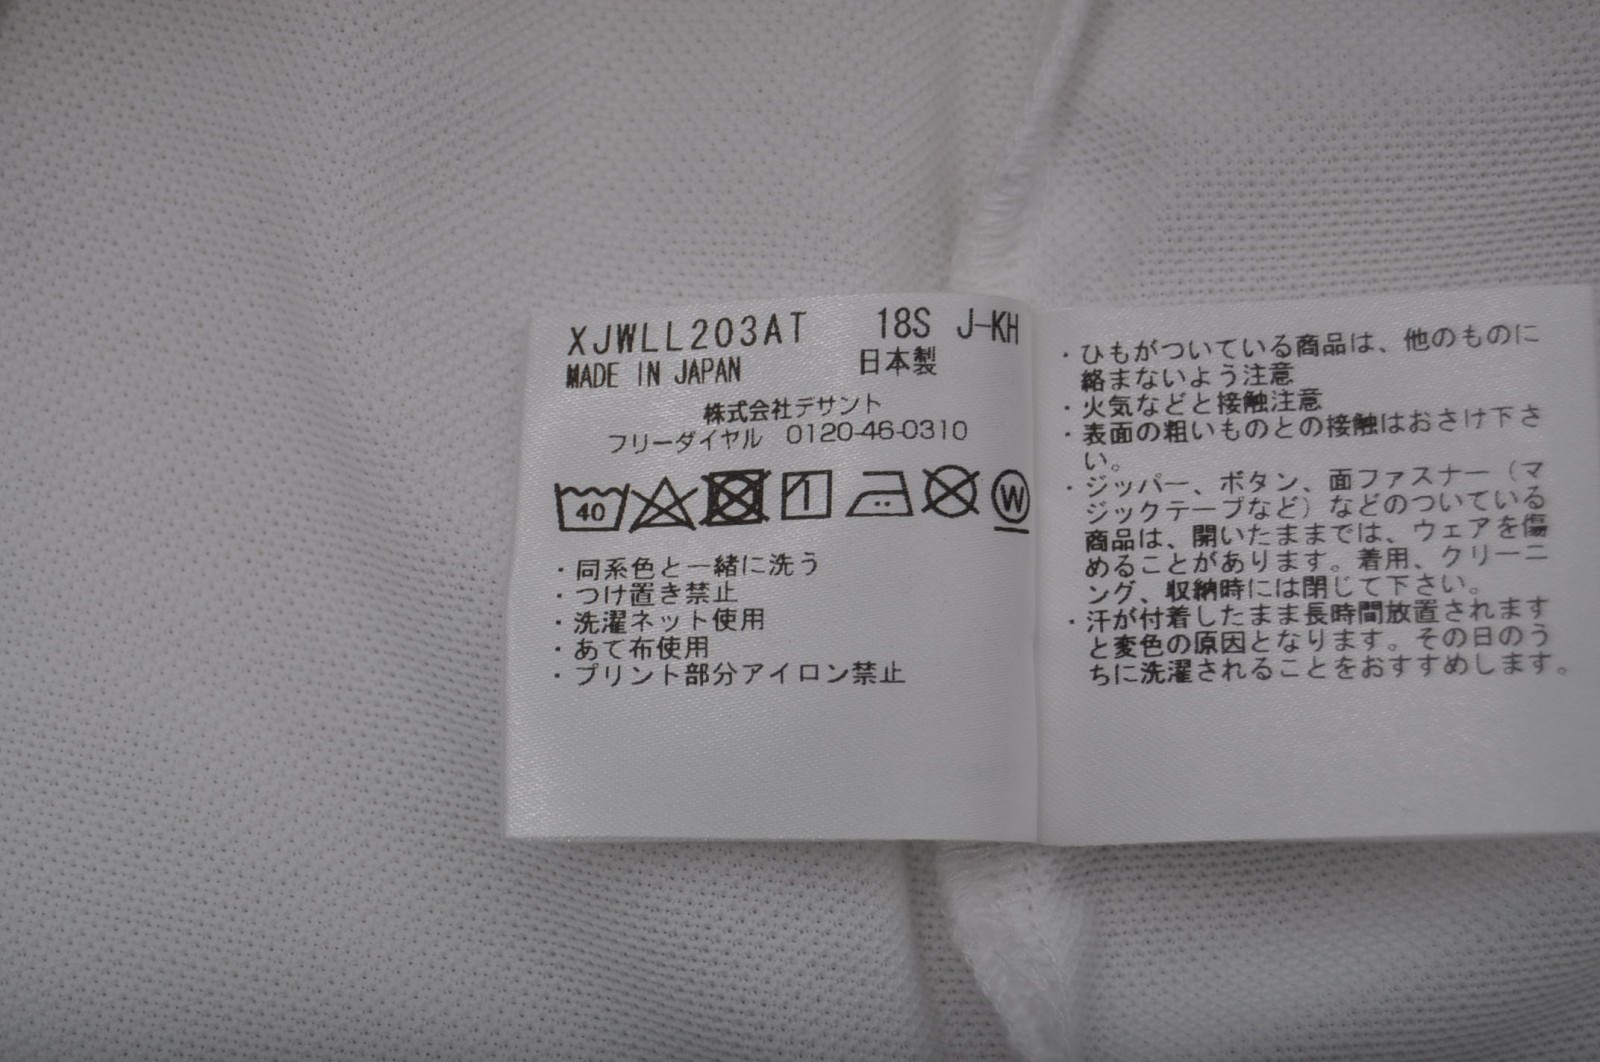 XJWLL203AT 18S J-KH
MADE IN JAPAN 日本製
株式会社デサント
フリーダイヤル 0120-46-0310
40 W
・同系色と一緒に洗う
・つけ置き禁止
・洗濯ネット使用
・あて布使用
・プリント部分アイロン禁止
・ひもがついている商品は、他のものに
絡まないよう注意
・火気などと接触注意
・表面の粗いものとの接触はおさけ下さ
い。
・ジッパー、ボタン、面ファスナー（マ
ジックテープなど）などのついている
商品は、開いたままでは、ウェアを傷
めることがあります。着用、クリーニ
ング、収納時には閉じて下さい。
・汗が付着したまま長時間放置されます
と変色の原因となります。その日のう
ちに洗濯されることをおすすめします。